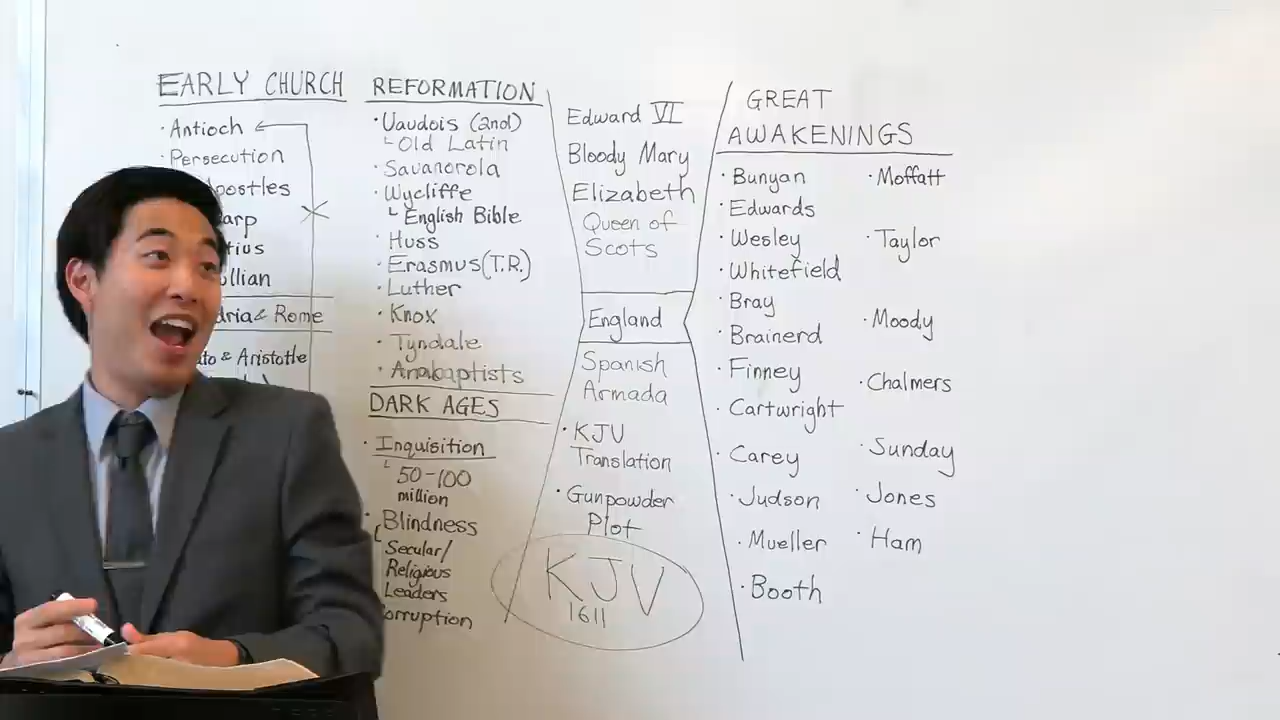 EARLY CHURCH
· Antioch
· Persecution
postles
arp
tius
llian
dria & Rome
to & Aristotle
REFORMATION
· Vaudois (2nd)
Old Latin
· Savanorola
· Wycliffe
English Bible
· Huss
· Erasmus (T.R.)
· Luther
· Knox
· Tyndale
· Anabaptists
DARK AGES
· Inquisition
50-100
million
· Blindness
Secular/
Religious
Leaders
orruption
Edward VI
Bloody Mary
Elizabeth
Queen of
Scots
England
Spanish
Armada
· KJV
Translation
· Gunpowder
Plot
KJV
1611
GREAT
AWAKENINGS
· Bunyan
· Edwards
· Wesley
· Whitefield
· Bray
· Brainerd
· Finney
· Cartwright
· Carey
· Judson
· Mueller
· Booth
· Moffatt
· Taylor
· Moody
· Chalmers
· Sunday
· Jones
· Ham